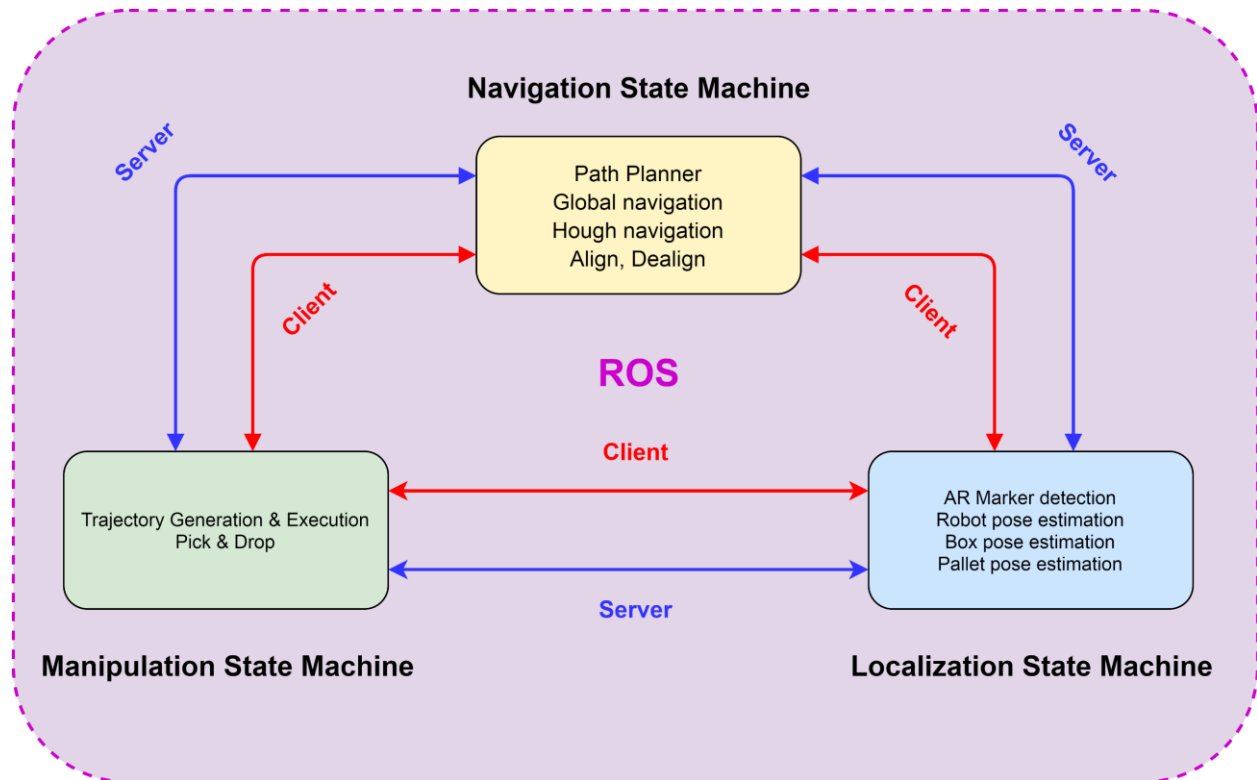 Navigation State Machine
Server
Server
Path Planner
Global navigation
Hough navigation
Align, Dealign
Client
Client
ROS
Client
Trajectory Generation & Execution
Pick & Drop
AR Marker detection
Robot pose estimation
Box pose estimation
Pallet pose estimation
Server
Manipulation State Machine
Localization State Machine